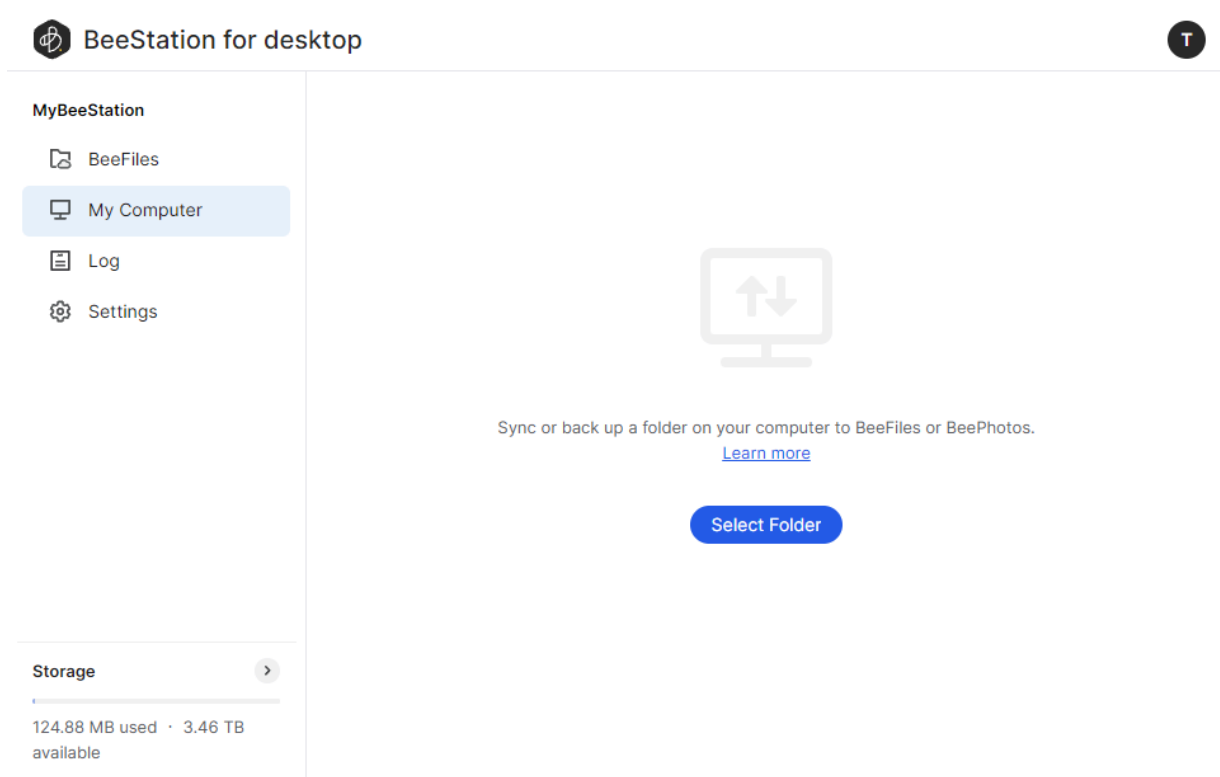 BeeStation for desktop
T
MyBeeStation
BeeFiles
My Computer
Log
Settings
Sync or back up a folder on your computer to BeeFiles or BeePhotos.
Learn more
Select Folder
Storage
124.88 MB used · 3.46 TB
available